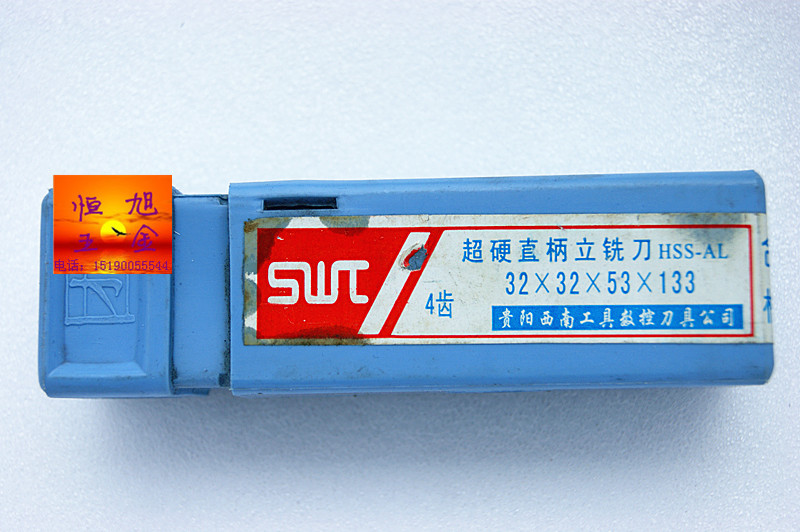 恒旭
五金
电话：15190055544
SWT
超硬直柄立铣刀 HSS-AL
32×32×53×133
4齿
贵阳西南工具数控刀具公司